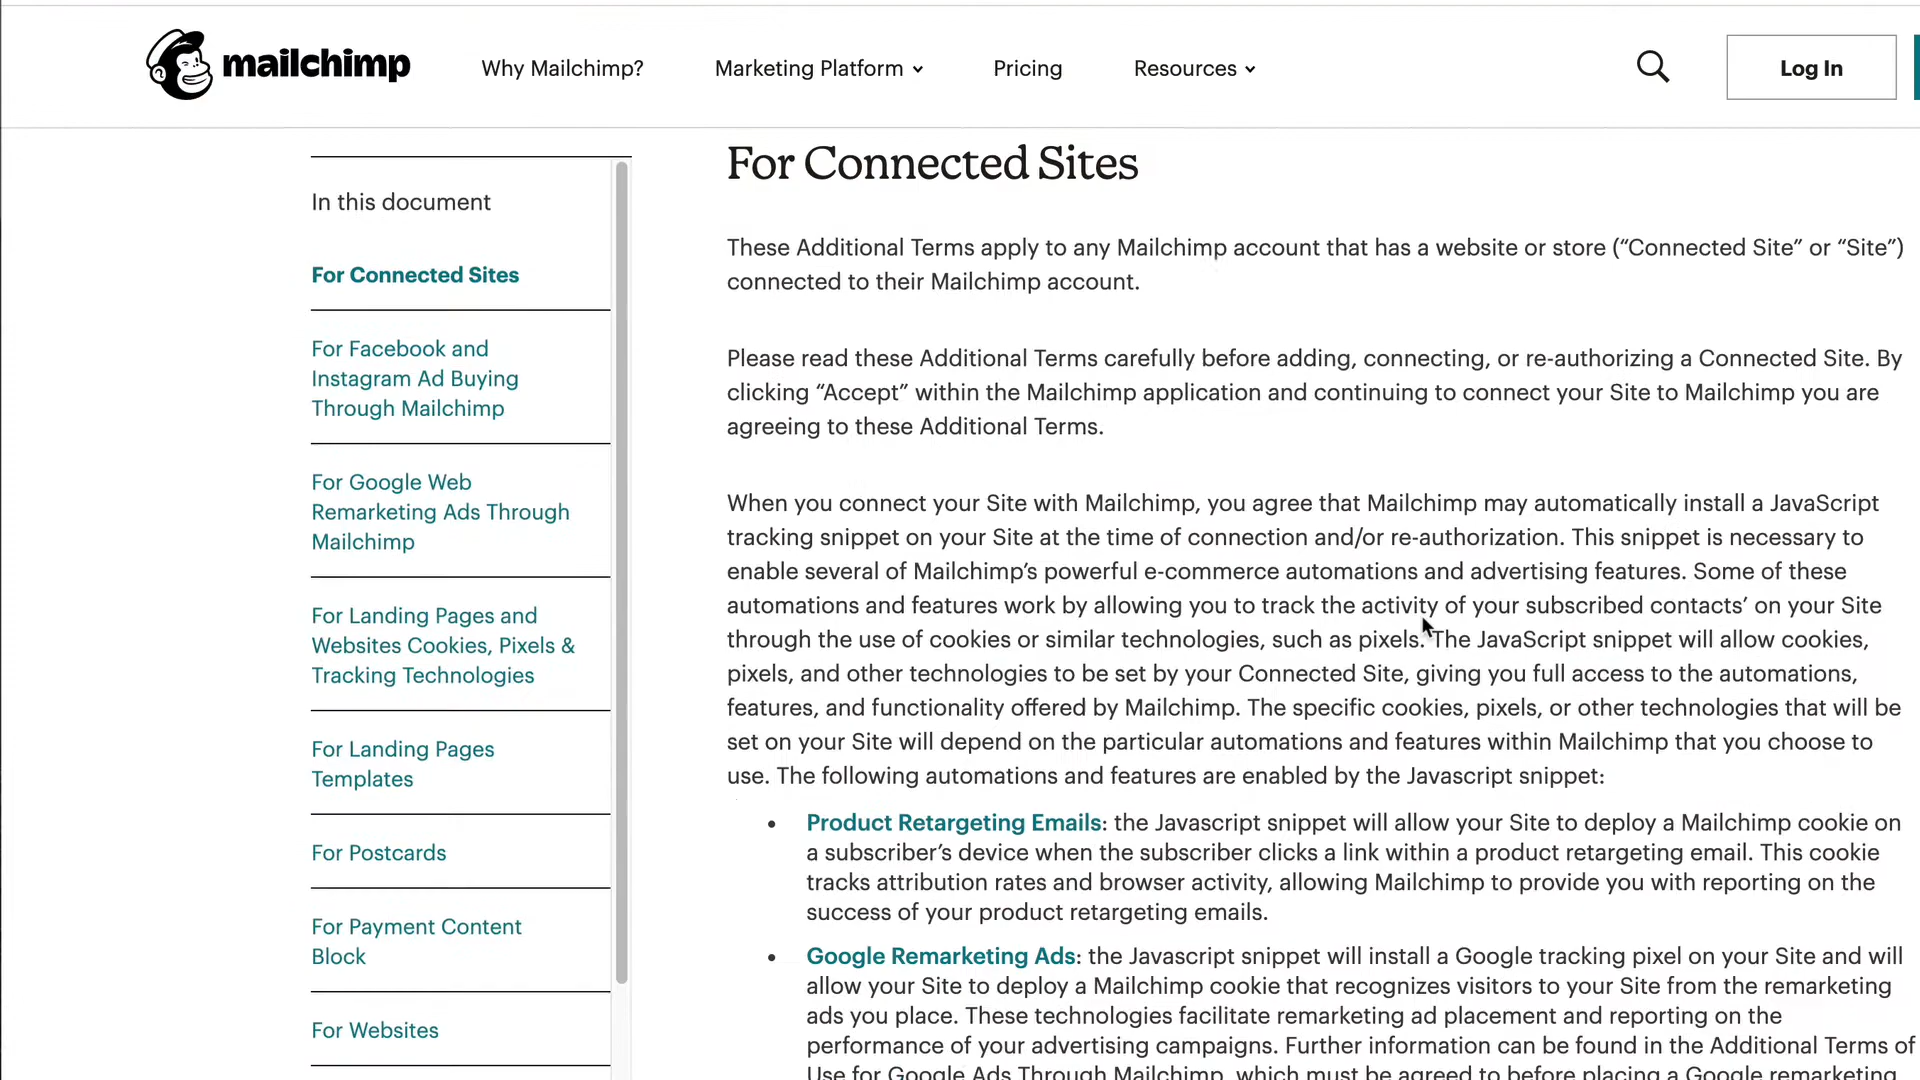 mailchimp
Why Mailchimp?
Marketing Platform
Pricing
Resources
Log In
In this document
For Connected Sites
For Facebook and
Instagram Ad Buying
Through Mailchimp
For Google Web
Remarketing Ads Through
Mailchimp
For Landing Pages and
Websites Cookies, Pixels &
Tracking Technologies
For Landing Pages
Templates
For Postcards
For Payment Content
Block
For Websites
For Connected Sites
These Additional Terms apply to any Mailchimp account that has a website or store (“Connected Site” or “Site”)
connected to their Mailchimp account.
Please read these Additional Terms carefully before adding, connecting, or re-authorizing a Connected Site. By
clicking “Accept” within the Mailchimp application and continuing to connect your Site to Mailchimp you are
agreeing to these Additional Terms.
When you connect your Site with Mailchimp, you agree that Mailchimp may automatically install a JavaScript
tracking snippet on your Site at the time of connection and/or re-authorization. This snippet is necessary to
enable several of Mailchimp’s powerful e-commerce automations and advertising features. Some of these
automations and features work by allowing you to track the activity of your subscribed contacts’ on your Site
through the use of cookies or similar technologies, such as pixels. The JavaScript snippet will allow cookies,
pixels, and other technologies to be set by your Connected Site, giving you full access to the automations,
features, and functionality offered by Mailchimp. The specific cookies, pixels, or other technologies that will be
set on your Site will depend on the particular automations and features within Mailchimp that you choose to
use. The following automations and features are enabled by the Javascript snippet:
• Product Retargeting Emails: the Javascript snippet will allow your Site to deploy a Mailchimp cookie on
a subscriber’s device when the subscriber clicks a link within a product retargeting email. This cookie
tracks attribution rates and browser activity, allowing Mailchimp to provide you with reporting on the
success of your product retargeting emails.
• Google Remarketing Ads: the Javascript snippet will install a Google tracking pixel on your Site and will
allow your Site to deploy a Mailchimp cookie that recognizes visitors to your Site from the remarketing
ads you place. These technologies facilitate remarketing ad placement and reporting on the
performance of your advertising campaigns. Further information can be found in the Additional Terms of
Use for Google Ads Through Mailchimp, which must be agreed to before placing a Google remarketing